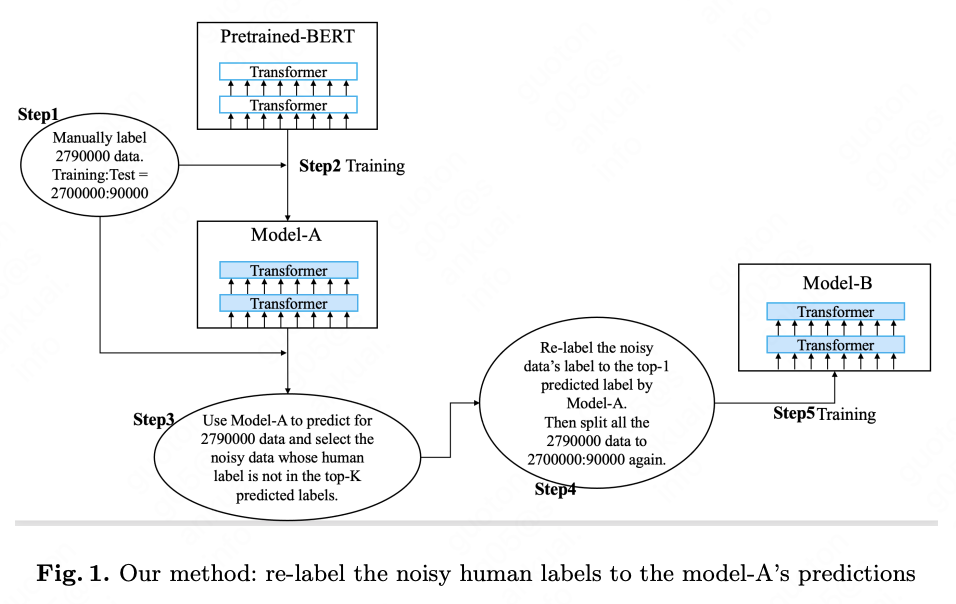 Pretrained-BERT
Transformer
Transformer
Step1
Manually label
2790000 data.
Training:Test =
2700000:90000
Step2 Training
Model-A
Transformer
Transformer
Step3
Use Model-A to predict for
2790000 data and select the
noisy data whose human
label is not in the top-K
predicted labels.
Re-label the noisy
data's label to the top-1
predicted label by
Model-A.
Then split all the
2790000 data to
2700000:90000 again.
Step4
Model-B
Transformer
Transformer
Step5 Training
Fig. 1. Our method: re-label the noisy human labels to the model-A's predictions